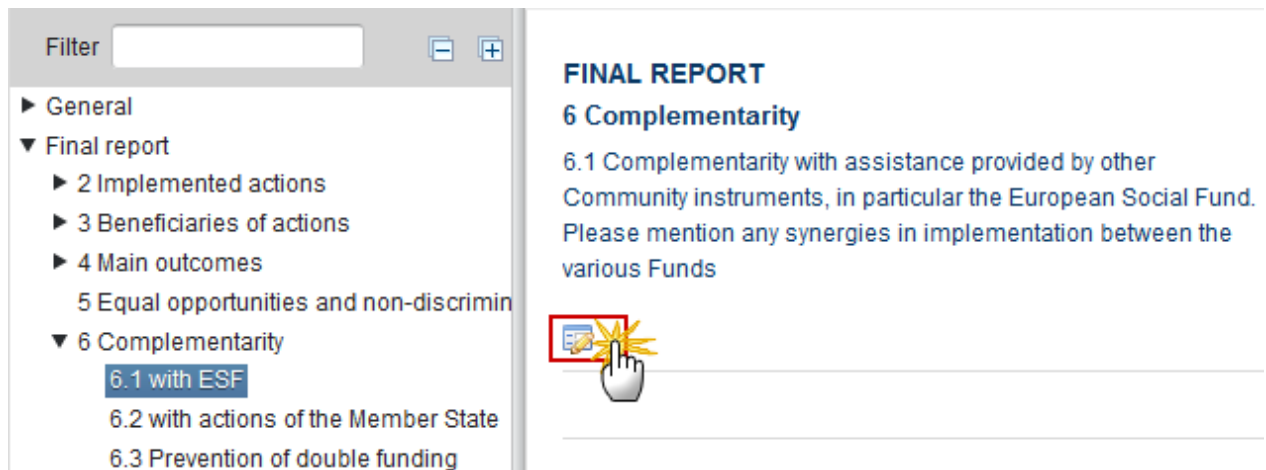 Filter
General
Final report
2 Implemented actions
3 Beneficiaries of actions
4 Main outcomes
5 Equal opportunities and non-discrimin
6 Complementarity
6.1 with ESF
6.2 with actions of the Member State
6.3 Prevention of double funding
FINAL REPORT
6 Complementarity
6.1 Complementarity with assistance provided by other
Community instruments, in particular the European Social Fund.
Please mention any synergies in implementation between the
various Funds